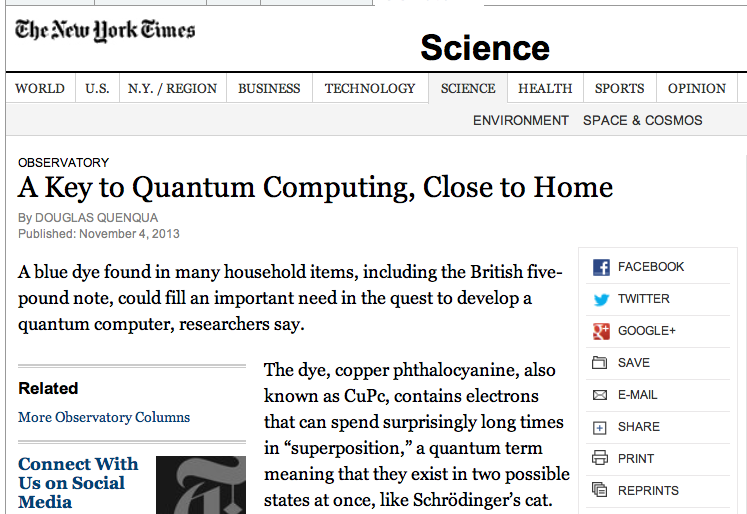 The New York Times
Science
WORLD U.S. N.Y. / REGION BUSINESS TECHNOLOGY SCIENCE HEALTH SPORTS OPINION
ENVIRONMENT SPACE & COSMOS
OBSERVATORY
A Key to Quantum Computing, Close to Home
By DOUGLAS QUENQUA
Published: November 4, 2013
A blue dye found in many household items, including the British five-
pound note, could fill an important need in the quest to develop a
quantum computer, researchers say.
The dye, copper phthalocyanine, also
known as CuPc, contains electrons
that can spend surprisingly long times
in “superposition,” a quantum term
meaning that they exist in two possible
states at once, like Schrödinger’s cat.
Related
More Observatory Columns
Connect With
Us on Social
Media
FACEBOOK
TWITTER
GOOGLE+
SAVE
E-MAIL
SHARE
PRINT
REPRINTS